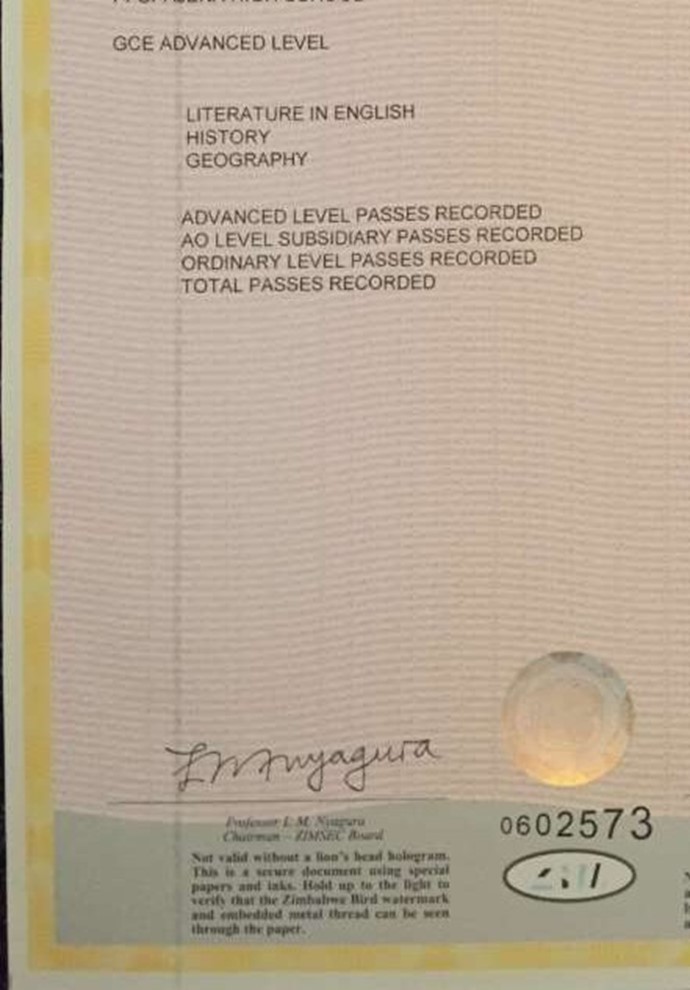 HIGH SCHOOL
GCE ADVANCED LEVEL
LITERATURE IN ENGLISH
HISTORY
GEOGRAPHY
ADVANCED LEVEL PASSES RECORDED
AO LEVEL SUBSIDIARY PASSES RECORDED
ORDINARY LEVEL PASSES RECORDED
TOTAL PASSES RECORDED
Professor L M Nyagura
Chairman - ZIMSEC Board
0602573
Not valid without a lion's head hologram.
This is a secure document using special
papers and inks. Hold up to the light to
verify that the Zimbabwe Bird watermark
and embedded metal thread can be seen
through the paper.